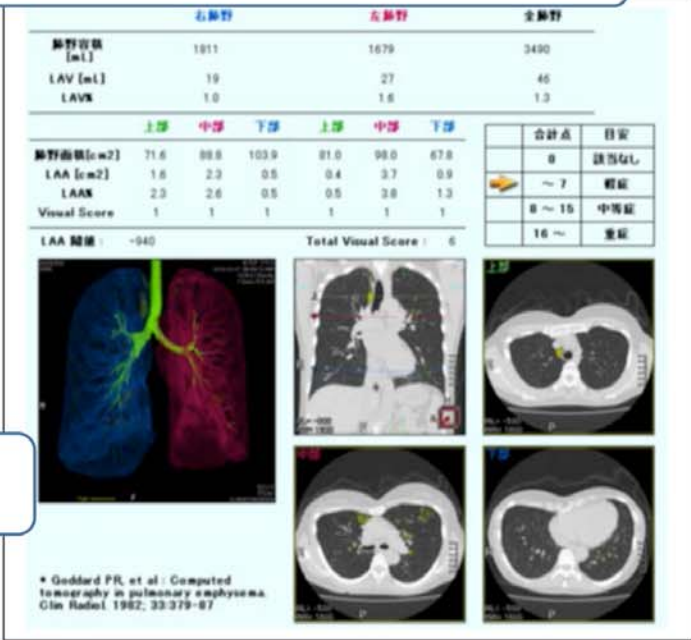 右肺野 左肺野 全肺野
肺野容積 [mL] 1811 1679 3490
LAV [mL] 19 27 46
LAV% 1.0 1.6 1.3
上部 中部 下部 上部 中部 下部
肺野面積[cm2] 71.6 88.8 103.9 81.0 98.0 67.8
LAA [cm2] 1.6 2.3 0.5 0.4 3.7 0.9
LAA% 2.3 2.6 0.5 0.5 3.8 1.3
Visual Score 1 1 1 1 1 1
LAA 閾値： -940 Total Visual Score： 6
合計点 目安
0 該当なし
～ 7 軽症
8 ～ 15 中等症
16 ～ 重症
上部
中部
下部
* Goddard PR, et al : Computed
tomography in pulmonary emphysema.
Clin Radiol. 1982; 33:379-87